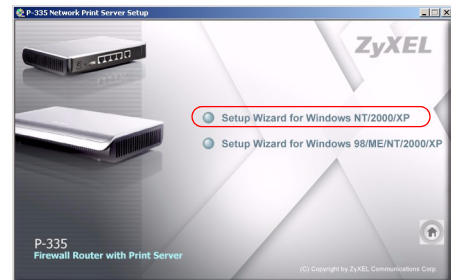 P-335 Network Print Server Setup
ZyXEL
Setup Wizard for Windows NT/2000/XP
Setup Wizard for Windows 98/ME/NT/2000/XP
P-335
Firewall Router with Print Server
(C) Copyright by ZyXEL Communications Corp.